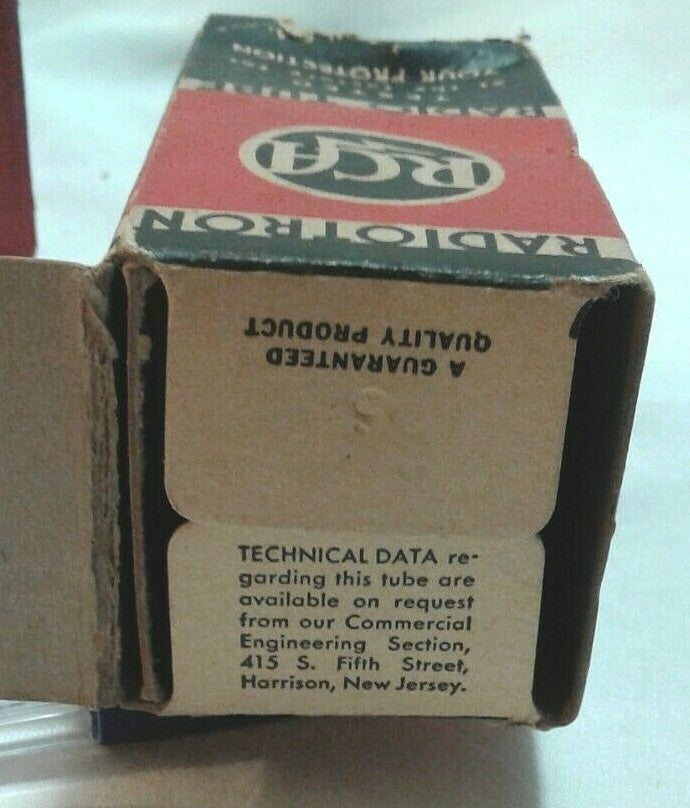 YOUR PROTECTION
RCA
RADIOTRON
RADIOTRON
A GUARANTEED
QUALITY PRODUCT
TECHNICAL DATA re-
garding this tube are
available on request
from our Commercial
Engineering Section,
415 S. Fifth Street,
Harrison, New Jersey.